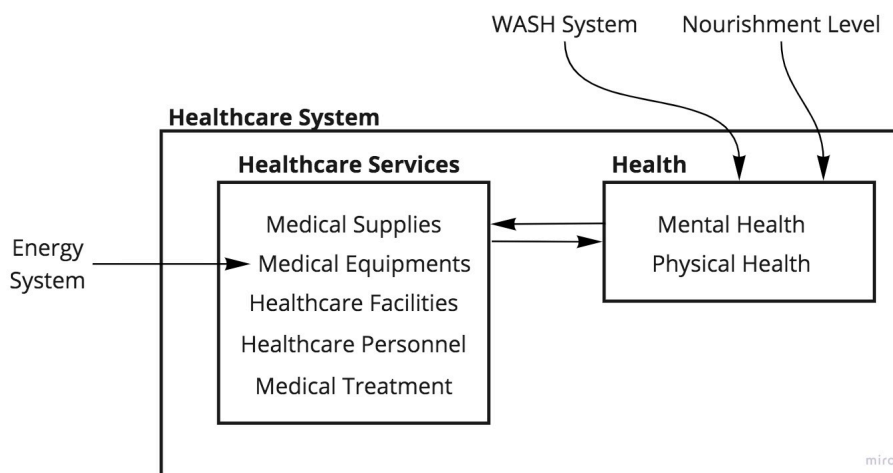 WASH System
Nourishment Level
Healthcare System
Healthcare Services
Health
Medical Supplies
Medical Equipments
Healthcare Facilities
Healthcare Personnel
Medical Treatment
Mental Health
Physical Health
Energy
System